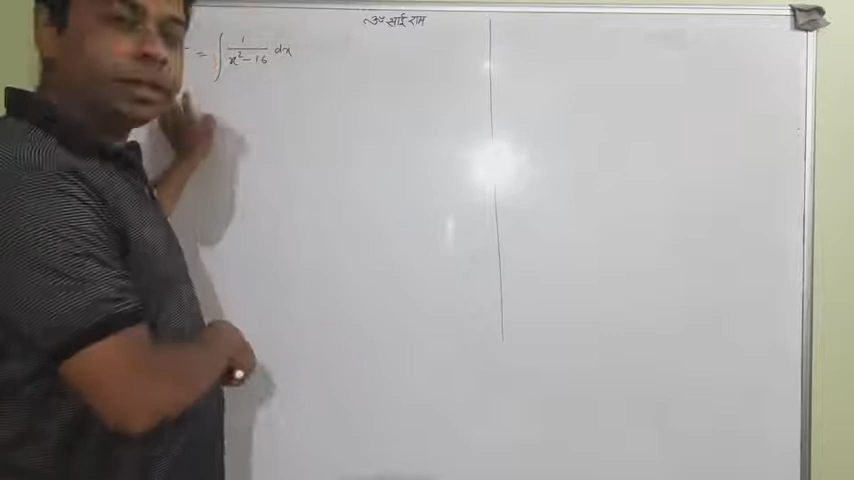 ॐ साईं राम
= ∫ 1/(x² - 16) dx